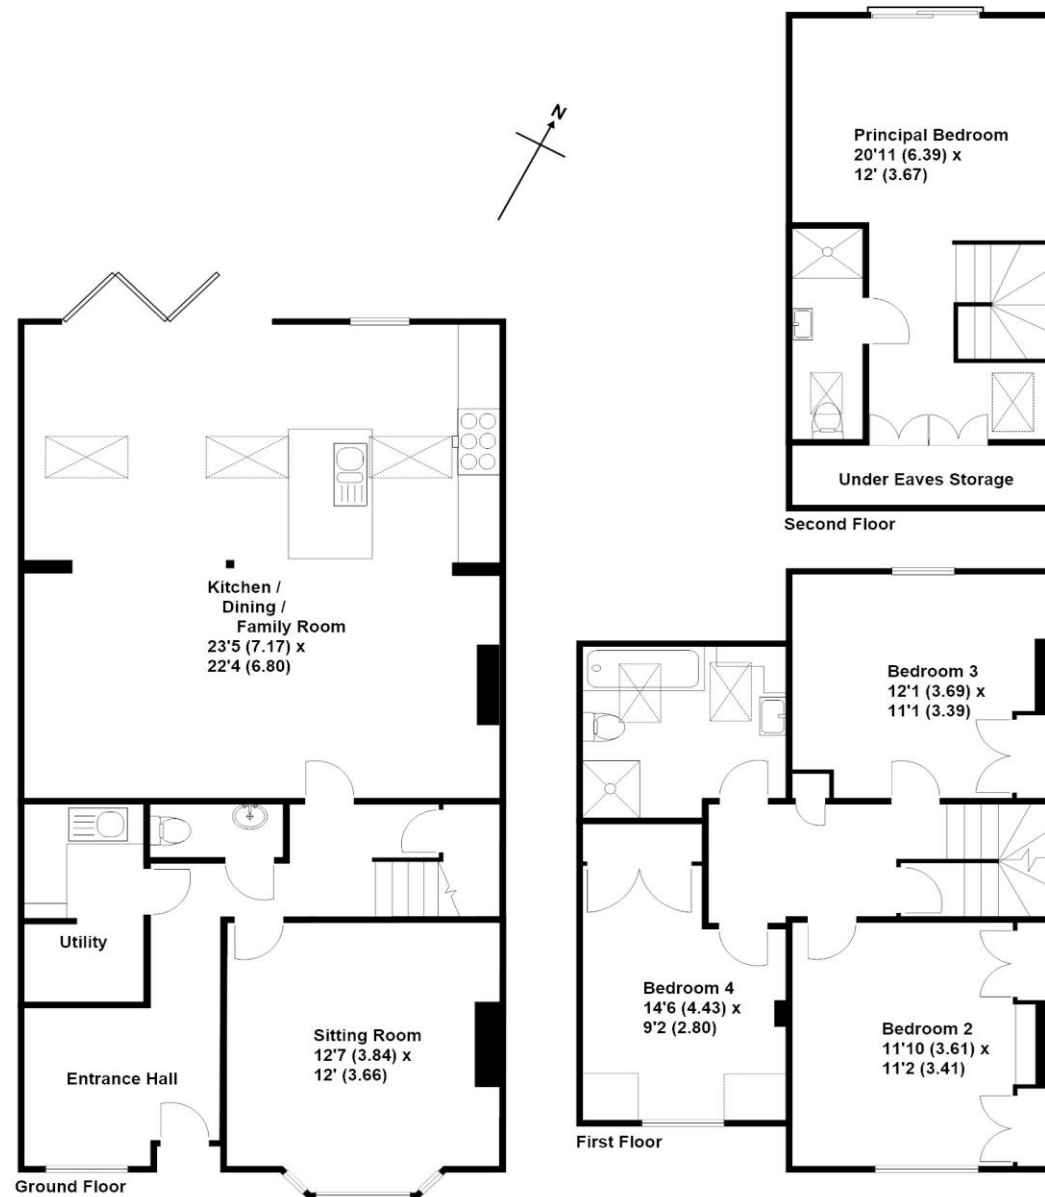 N
Principal Bedroom
20'11 (6.39) x
12' (3.67)
Under Eaves Storage
Second Floor
Kitchen /
Dining /
Family Room
23'5 (7.17) x
22'4 (6.80)
Utility
Sitting Room
12'7 (3.84) x
12' (3.66)
Entrance Hall
Ground Floor
Bedroom 3
12'1 (3.69) x
11'1 (3.39)
Bedroom 4
14'6 (4.43) x
9'2 (2.80)
Bedroom 2
11'10 (3.61) x
11'2 (3.41)
First Floor